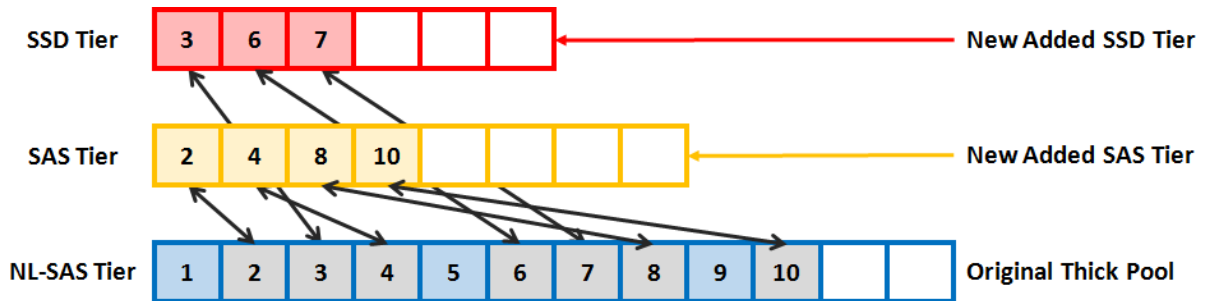 SSD Tier 3 6 7 New Added SSD Tier
SAS Tier 2 4 8 10 New Added SAS Tier
NL-SAS Tier 1 2 3 4 5 6 7 8 9 10 Original Thick Pool